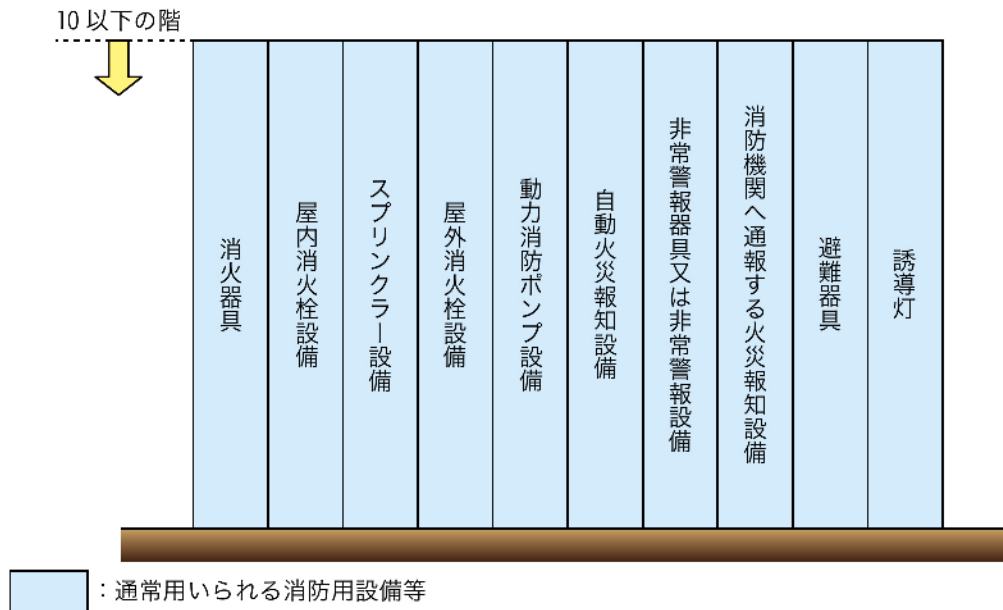 10 以下の階
消火器具
屋内消火栓設備
スプリンクラー設備
屋外消火栓設備
動力消防ポンプ設備
自動火災報知設備
非常警報器具又は非常警報設備
消防機関へ通報する火災報知設備
避難器具
誘導灯
：通常用いられる消防用設備等